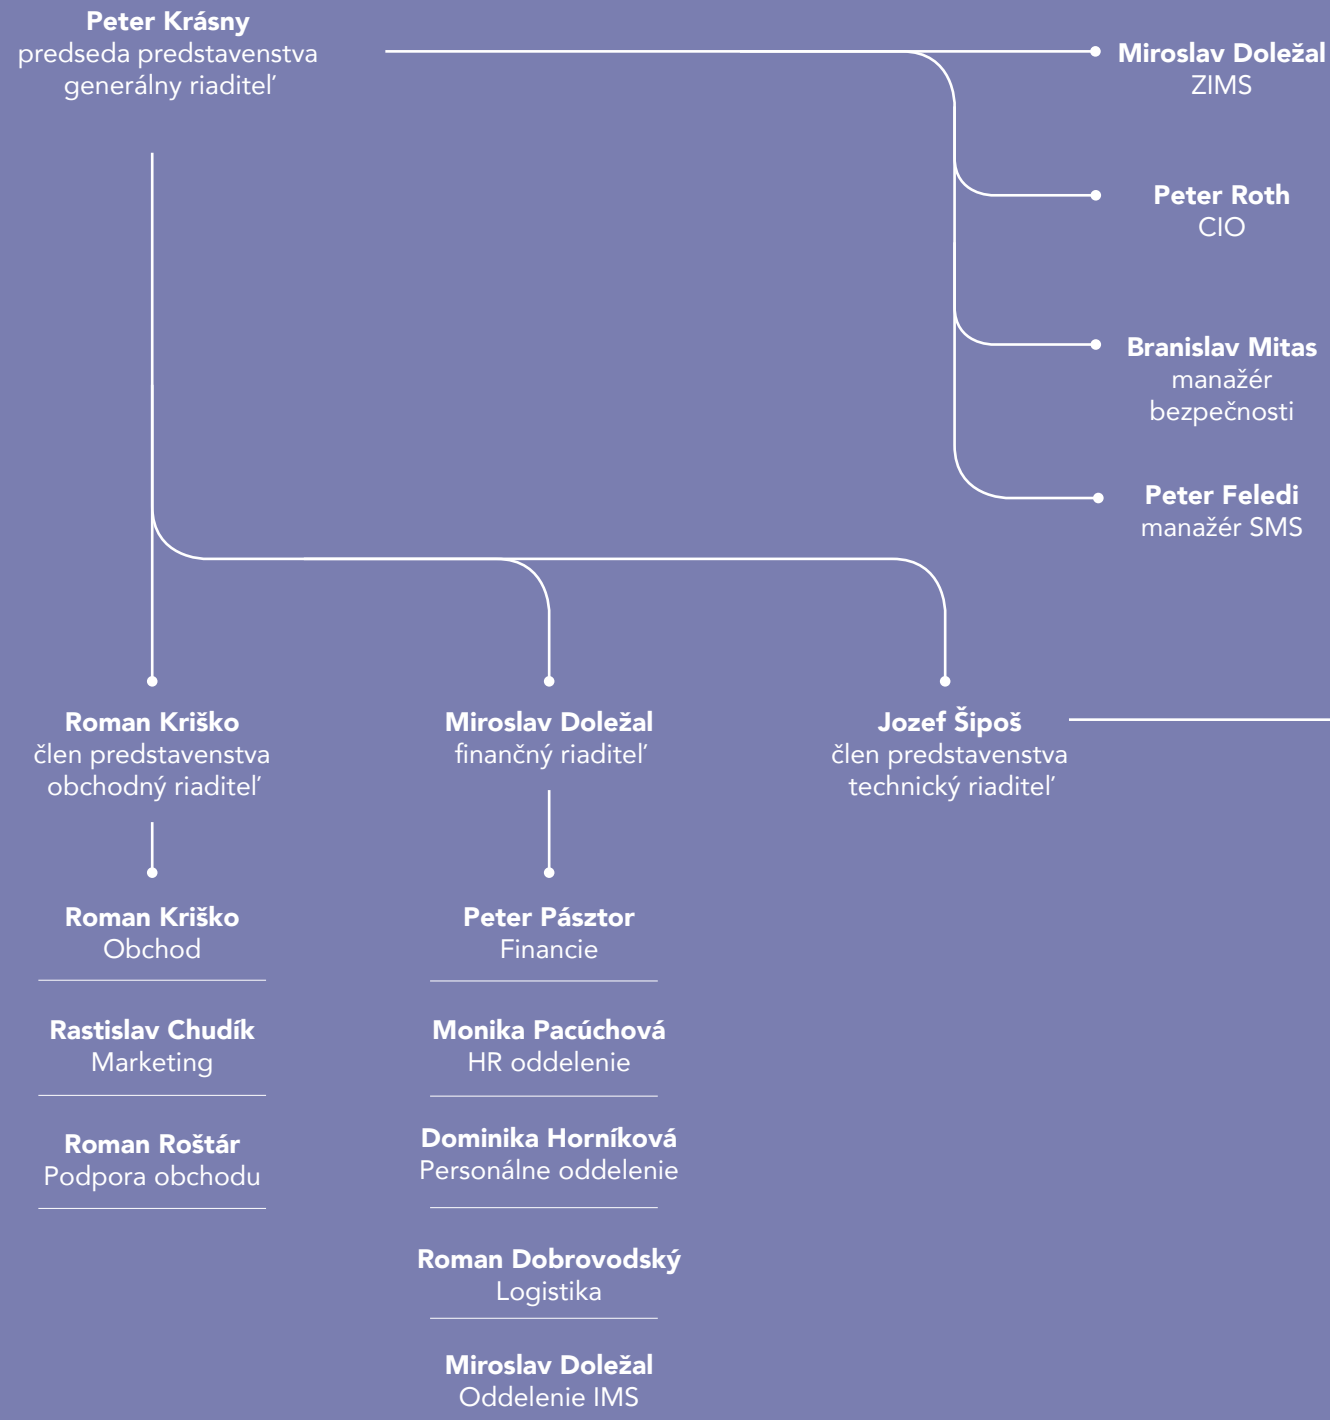 Peter Krásny
predseda predstavenstva
generálny riaditeľ
Miroslav Doležal
ZIMS
Peter Roth
CIO
Branislav Mitas
manažér
bezpečnosti
Peter Feledi
manažér SMS
Roman Kriško
člen predstavenstva
obchodný riaditeľ
Miroslav Doležal
finančný riaditeľ
Jozef Šipoš
člen predstavenstva
technický riaditeľ
Roman Kriško
Obchod
Rastislav Chudík
Marketing
Roman Roštár
Podpora obchodu
Peter Pásztor
Financie
Monika Pacúchová
HR oddelenie
Dominika Horníková
Personálne oddelenie
Roman Dobrovodský
Logistika
Miroslav Doležal
Oddelenie IMS